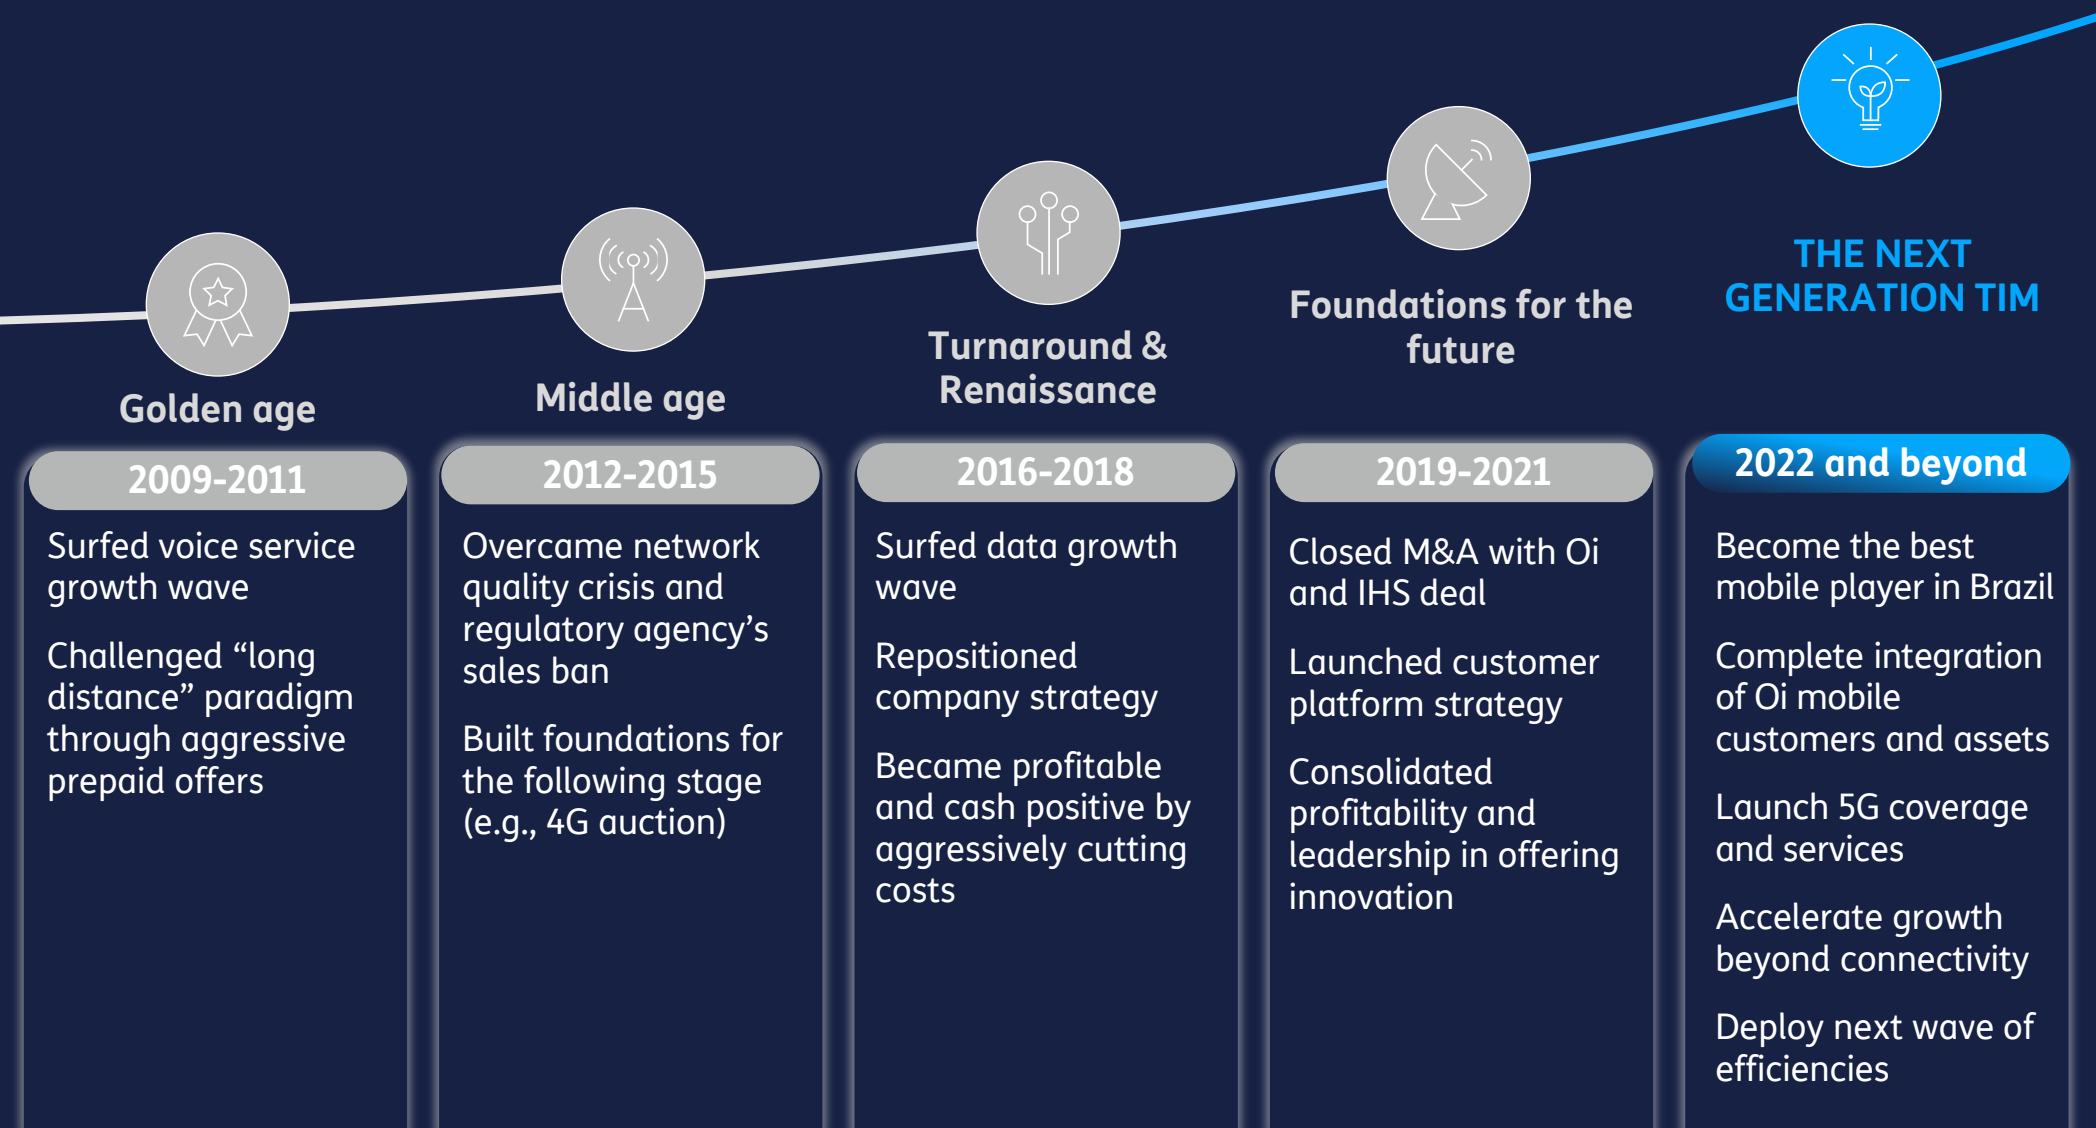 Golden age
2009-2011
Surfed voice service
growth wave
Challenged “long
distance” paradigm
through aggressive
prepaid offers
Middle age
2012-2015
Overcame network
quality crisis and
regulatory agency’s
sales ban
Built foundations for
the following stage
(e.g., 4G auction)
Turnaround &
Renaissance
2016-2018
Surfed data growth
wave
Repositioned
company strategy
Became profitable
and cash positive by
aggressively cutting
costs
Foundations for the
future
2019-2021
Closed M&A with Oi
and IHS deal
Launched customer
platform strategy
Consolidated
profitability and
leadership in offering
innovation
THE NEXT
GENERATION TIM
2022 and beyond
Become the best
mobile player in Brazil
Complete integration
of Oi mobile
customers and assets
Launch 5G coverage
and services
Accelerate growth
beyond connectivity
Deploy next wave of
efficiencies